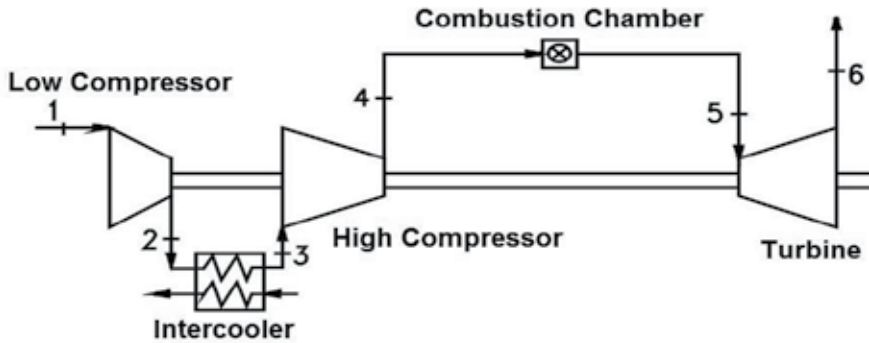 Combustion Chamber
Low Compressor
1
4
5
6
2
3
High Compressor
Turbine
Intercooler